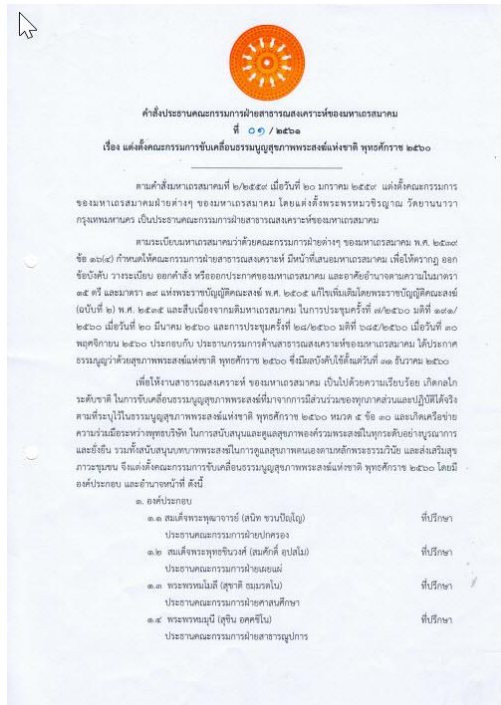 คำสั่งประธานคณะกรรมการฝ่ายสาธารณสงเคราะห์ของมหาเถรสมาคม
ที่ ๐๑ / ๒๕๖๑
เรื่อง แต่งตั้งคณะกรรมการขับเคลื่อนธรรมนูญสุขภาพพระสงฆ์แห่งชาติ พุทธศักราช ๒๕๖๐
ตามคำสั่งมหาเถรสมาคมที่ ๒/๒๕๕๙ เมื่อวันที่ ๒๐ มกราคม ๒๕๕๙ แต่งตั้งคณะกรรมการ
ของมหาเถรสมาคมฝ่ายต่างๆ ของมหาเถรสมาคม โดยแต่งตั้งพระพรหมวชิรญาณ วัดยานนาวา
กรุงเทพมหานคร เป็นประธานคณะกรรมการฝ่ายสาธารณสงเคราะห์ของมหาเถรสมาคม
ตามระเบียบมหาเถรสมาคมว่าด้วยคณะกรรมการฝ่ายต่างๆ ของมหาเถรสมาคม พ.ศ. ๒๕๓๙
ข้อ ๑๖(๔) กำหนดให้คณะกรรมการฝ่ายสาธารณสงเคราะห์ มีหน้าที่เสนอมหาเถรสมาคม เพื่อให้ตรากฎ ออก
ข้อบังคับ วางระเบียบ ออกคำสั่ง หรือออกประกาศของมหาเถรสมาคม และอาศัยอำนาจตามความในมาตรา
๑๕ ตรี และมาตรา ๑๙ แห่งพระราชบัญญัติคณะสงฆ์ พ.ศ. ๒๕๐๕ แก้ไขเพิ่มเติมโดยพระราชบัญญัติคณะสงฆ์
(ฉบับที่ ๒) พ.ศ. ๒๕๓๕ และสืบเนื่องจากมติมหาเถรสมาคม ในการประชุมครั้งที่ ๗/๒๕๖๐ มติที่ ๑๙๑/
๒๕๖๐ เมื่อวันที่ ๒๐ มีนาคม ๒๕๖๐ และการประชุมครั้งที่ ๒๘/๒๕๖๐ มติที่ ๖๘๕/๒๕๖๐ เมื่อวันที่ ๓๐
พฤศจิกายน ๒๕๖๐ ประกอบกับ ประธานกรรมการฝ่ายสาธารณสงเคราะห์ของมหาเถรสมาคม ได้ประกาศ
ธรรมนูญว่าด้วยสุขภาพพระสงฆ์แห่งชาติ พุทธศักราช ๒๕๖๐ ซึ่งมีผลบังคับใช้ตั้งแต่วันที่ ๓๑ ธันวาคม ๒๕๖๐
เพื่อให้งานสาธารณสงเคราะห์ ของมหาเถรสมาคม เป็นไปด้วยความเรียบร้อย เกิดกลไก
ระดับชาติ ในการขับเคลื่อนธรรมนูญสุขภาพพระสงฆ์ที่มาจากการมีส่วนร่วมของทุกภาคส่วนและปฏิบัติได้จริง
ตามที่ระบุไว้ในธรรมนูญสุขภาพพระสงฆ์แห่งชาติ พุทธศักราช ๒๕๖๐ หมวด ๕ ข้อ ๓๐ และเกิดเครือข่าย
ความร่วมมือระหว่างพุทธบริษัท ในการสนับสนุนและดูแลสุขภาพองค์รวมพระสงฆ์ในทุกระดับอย่างบูรณาการ
และยั่งยืน รวมทั้งสนับสนุนบทบาทพระสงฆ์ในการดูแลสุขภาพตนเองตามหลักพระธรรมวินัย และส่งเสริมสุข
ภาวะชุมชน จึงแต่งตั้งคณะกรรมการขับเคลื่อนธรรมนูญสุขภาพพระสงฆ์แห่งชาติ พุทธศักราช ๒๕๖๐ โดยมี
องค์ประกอบ และอำนาจหน้าที่ ดังนี้
๑. องค์ประกอบ
๑.๑ สมเด็จพระพุฒาจารย์ (สนิท ชวนปัญโญ) ที่ปรึกษา
ประธานคณะกรรมการฝ่ายปกครอง
๑.๒ สมเด็จพระพุทธชินวงศ์ (สมศักดิ์ อุปสโม) ที่ปรึกษา
ประธานคณะกรรมการฝ่ายเผยแผ่
๑.๓ พระพรหมโมลี (สุชาติ ธมฺมรตโน) ที่ปรึกษา
ประธานคณะกรรมการฝ่ายศาสนศึกษา
๑.๔ พระพรหมมุนี (สุชิน อคฺคชิโน) ที่ปรึกษา
ประธานคณะกรรมการฝ่ายสาธารณูปการ